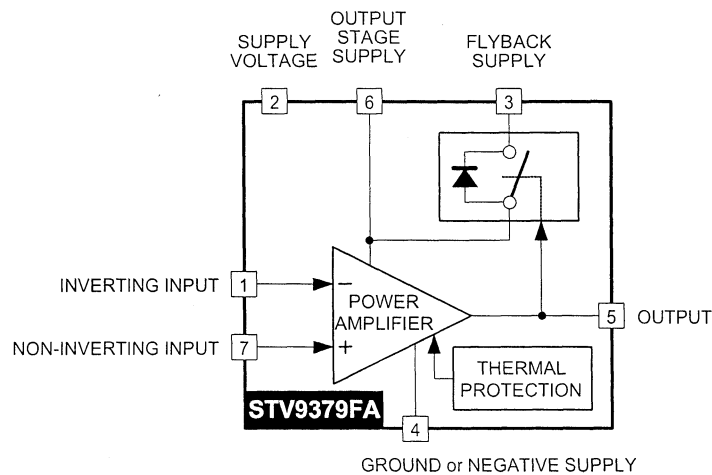 OUTPUT
STAGE
SUPPLY
SUPPLY
VOLTAGE
FLYBACK
SUPPLY
2
6
3
INVERTING INPUT
1
−
POWER
AMPLIFIER
NON-INVERTING INPUT
7
+
5
OUTPUT
THERMAL
PROTECTION
STV9379FA
4
GROUND or NEGATIVE SUPPLY